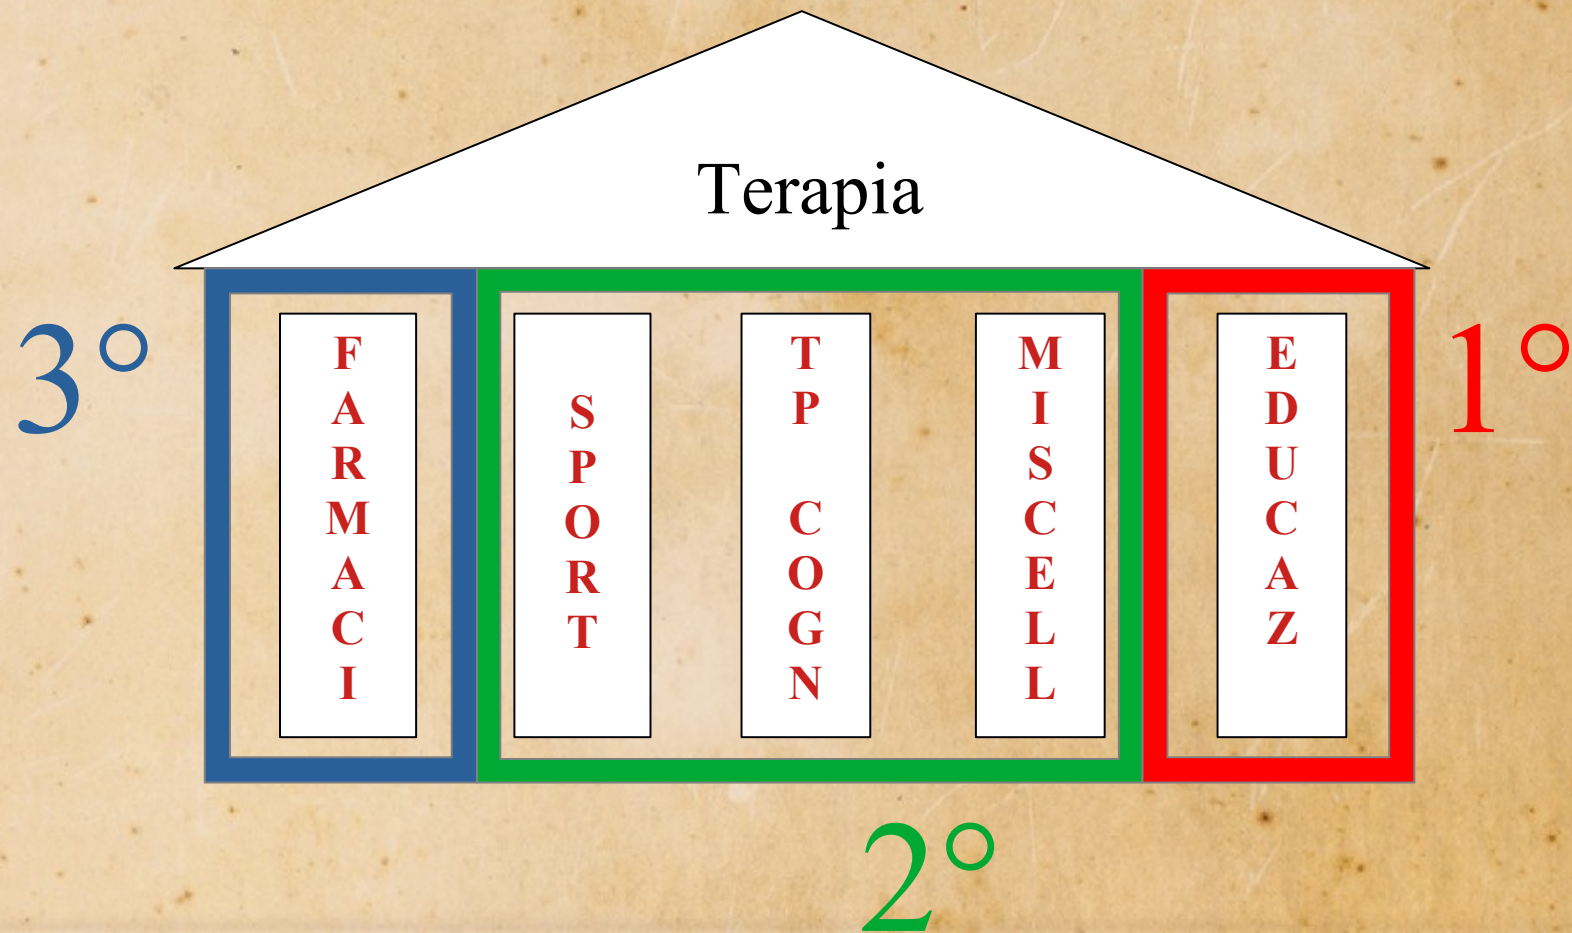 Terapia
3°
FARMACI
SPORT
TP COGN
MISCELL
EDUCAZ
1°
2°